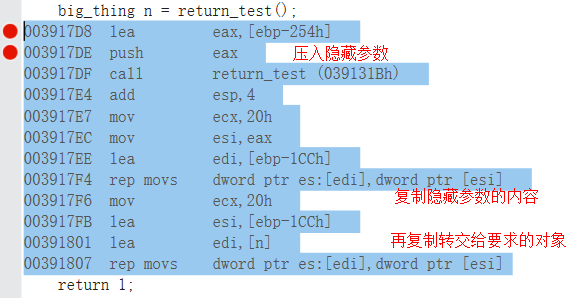 big_thing n = return_test();
003917D8 lea eax,[ebp-254h]
003917DE push eax 压入隐藏参数
003917DF call return_test (039131Bh)
003917E4 add esp,4
003917E7 mov ecx,20h
003917EC mov esi,eax
003917EE lea edi,[ebp-1CCh]
003917F4 rep movs dword ptr es:[edi],dword ptr [esi]
003917F6 mov ecx,20h 复制隐藏参数的内容
003917FB lea esi,[ebp-1CCh]
00391801 lea edi,[n] 再复制转交给要求的对象
00391807 rep movs dword ptr es:[edi],dword ptr [esi]
return 1;